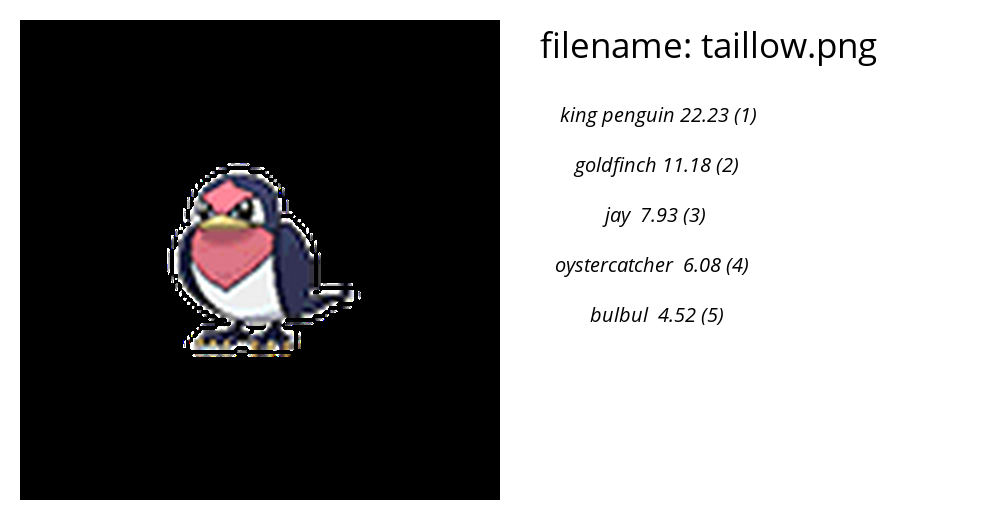 filename: taillow.png
king penguin 22.23 (1)
goldfinch 11.18 (2)
jay  7.93 (3)
oystercatcher  6.08 (4)
bulbul  4.52 (5)